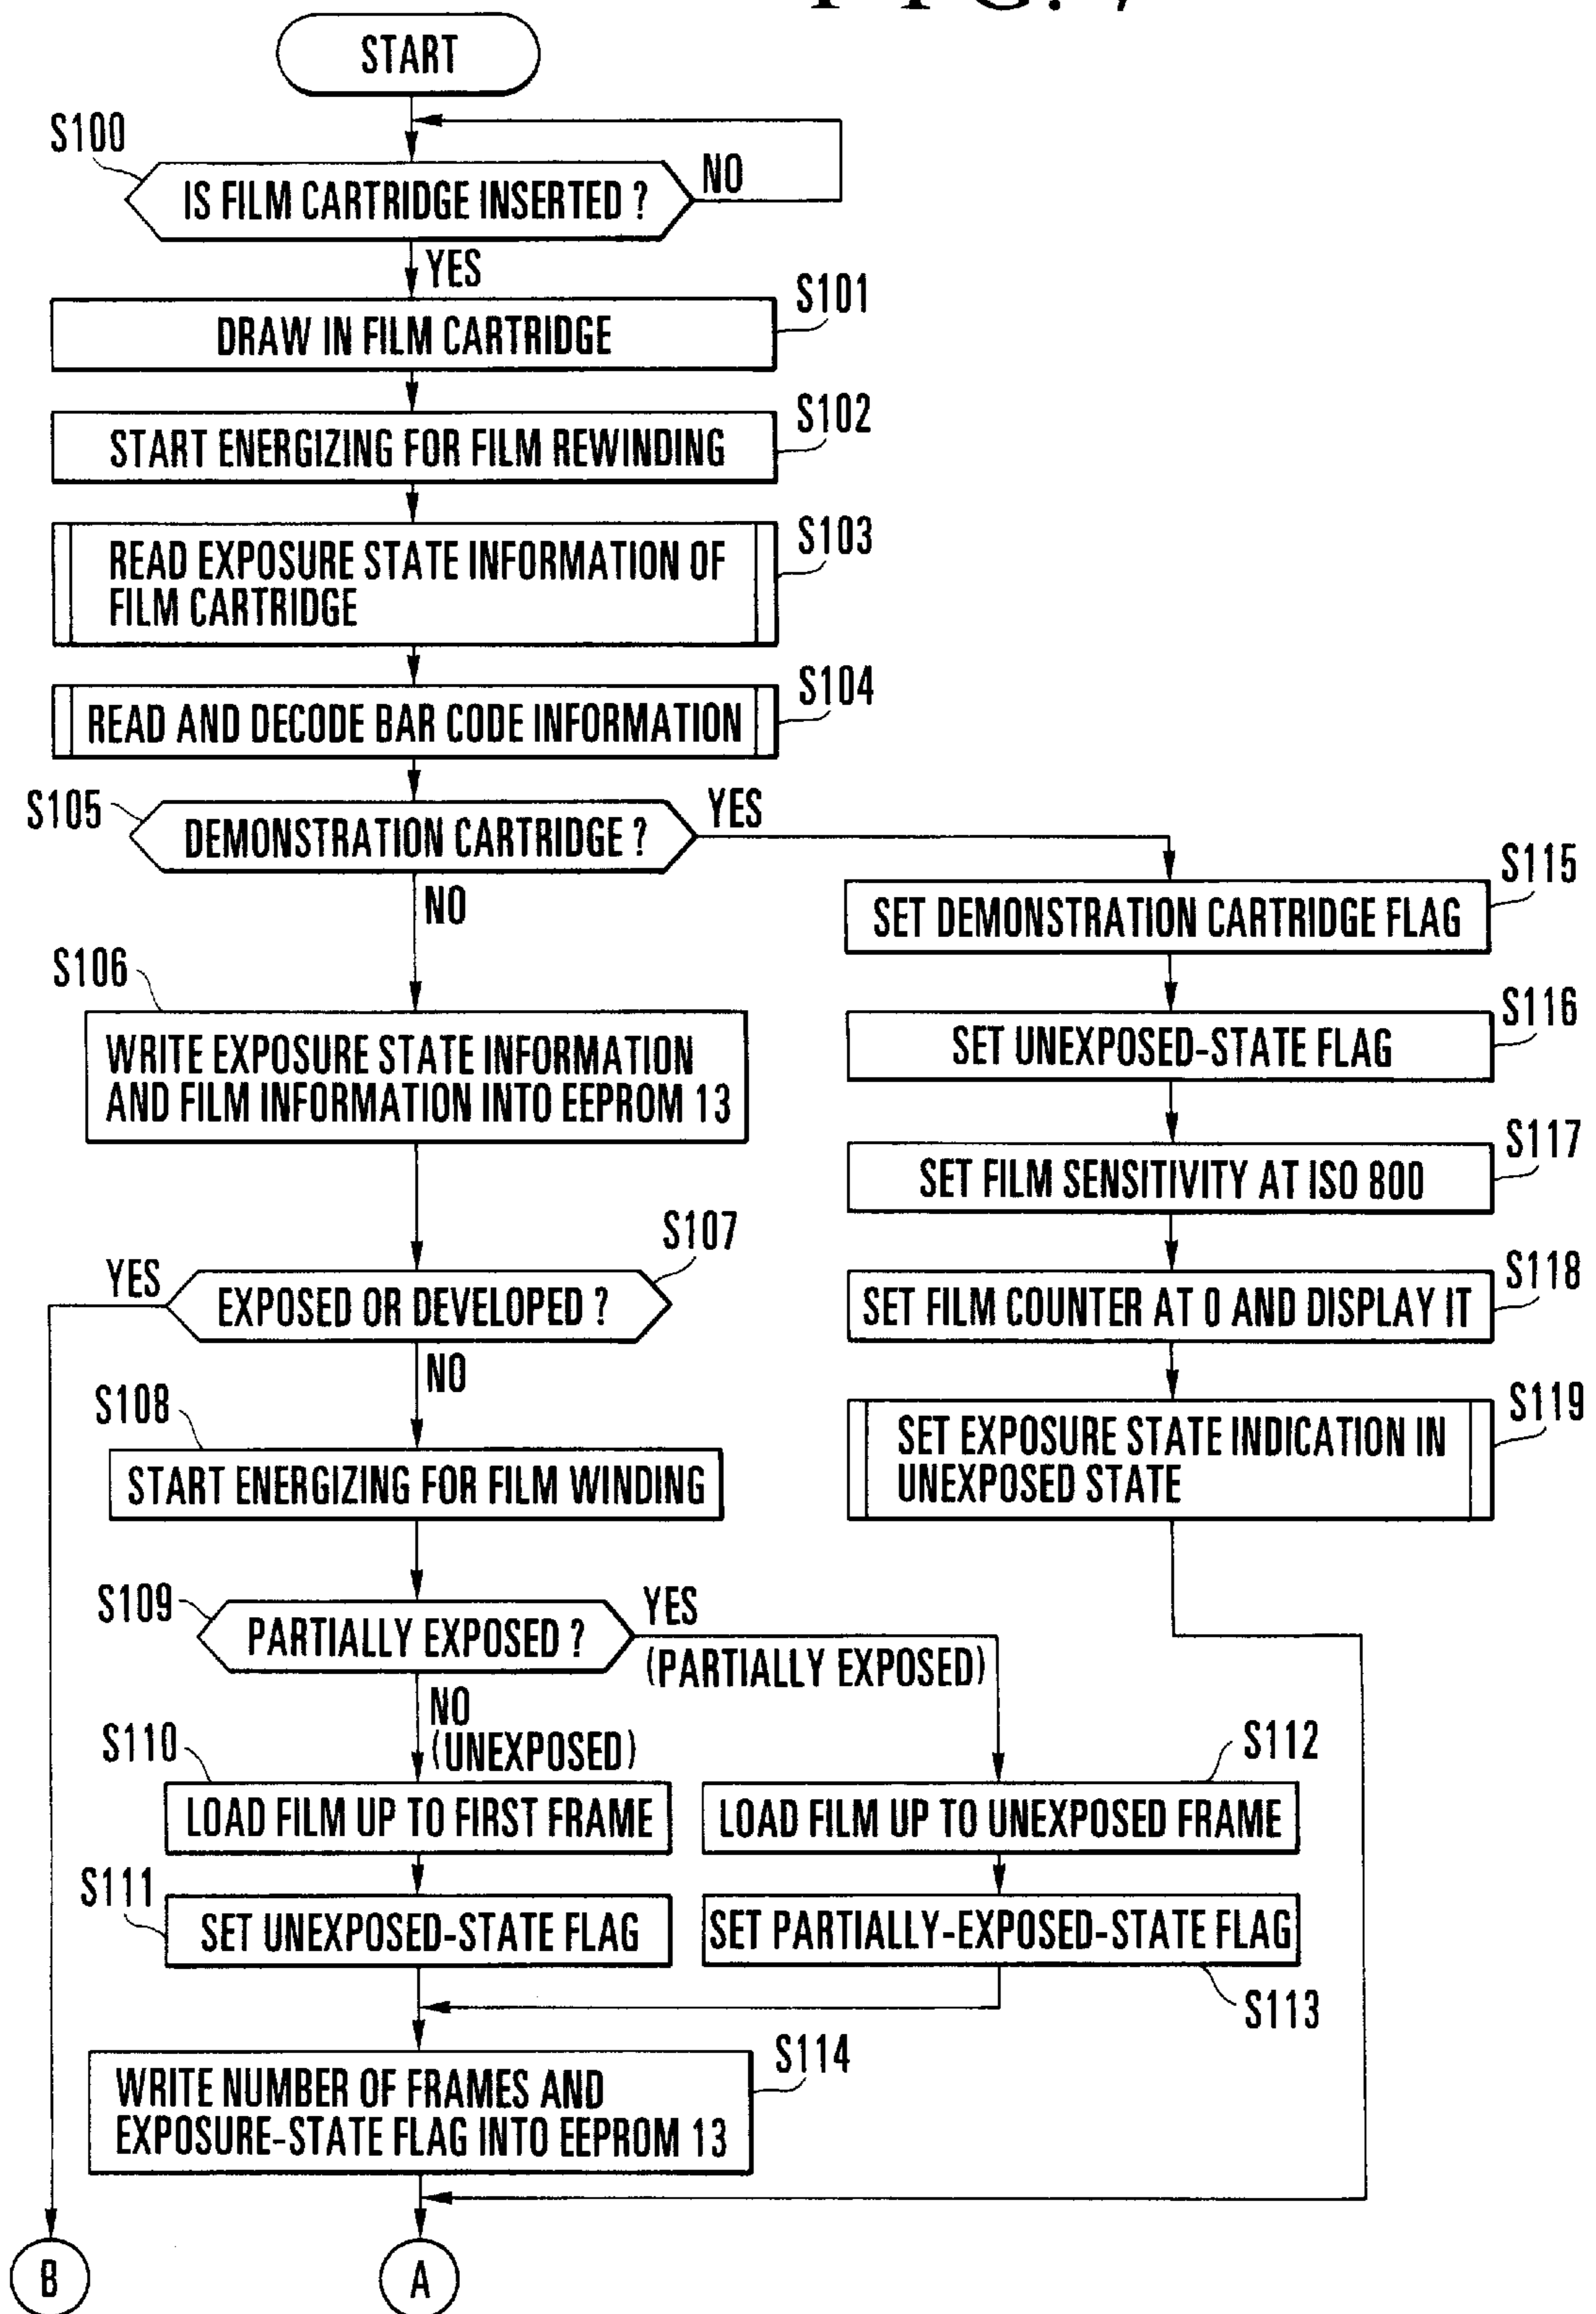 FIG. 7
START
S100
IS FILM CARTRIDGE INSERTED ?
NO
YES
S101
DRAW IN FILM CARTRIDGE
S102
START ENERGIZING FOR FILM REWINDING
S103
READ EXPOSURE STATE INFORMATION OF
FILM CARTRIDGE
S104
READ AND DECODE BAR CODE INFORMATION
S105
DEMONSTRATION CARTRIDGE ?
YES
NO
S115
SET DEMONSTRATION CARTRIDGE FLAG
S106
WRITE EXPOSURE STATE INFORMATION
AND FILM INFORMATION INTO EEPROM 13
S116
SET UNEXPOSED-STATE FLAG
S117
SET FILM SENSITIVITY AT ISO 800
S107
YES
EXPOSED OR DEVELOPED ?
NO
S118
SET FILM COUNTER AT 0 AND DISPLAY IT
S108
START ENERGIZING FOR FILM WINDING
S119
SET EXPOSURE STATE INDICATION IN
UNEXPOSED STATE
S109
PARTIALLY EXPOSED ?
YES
(PARTIALLY EXPOSED)
NO
(UNEXPOSED)
S110
LOAD FILM UP TO FIRST FRAME
S112
LOAD FILM UP TO UNEXPOSED FRAME
S111
SET UNEXPOSED-STATE FLAG
SET PARTIALLY-EXPOSED-STATE FLAG
S113
S114
WRITE NUMBER OF FRAMES AND
EXPOSURE-STATE FLAG INTO EEPROM 13
B
A